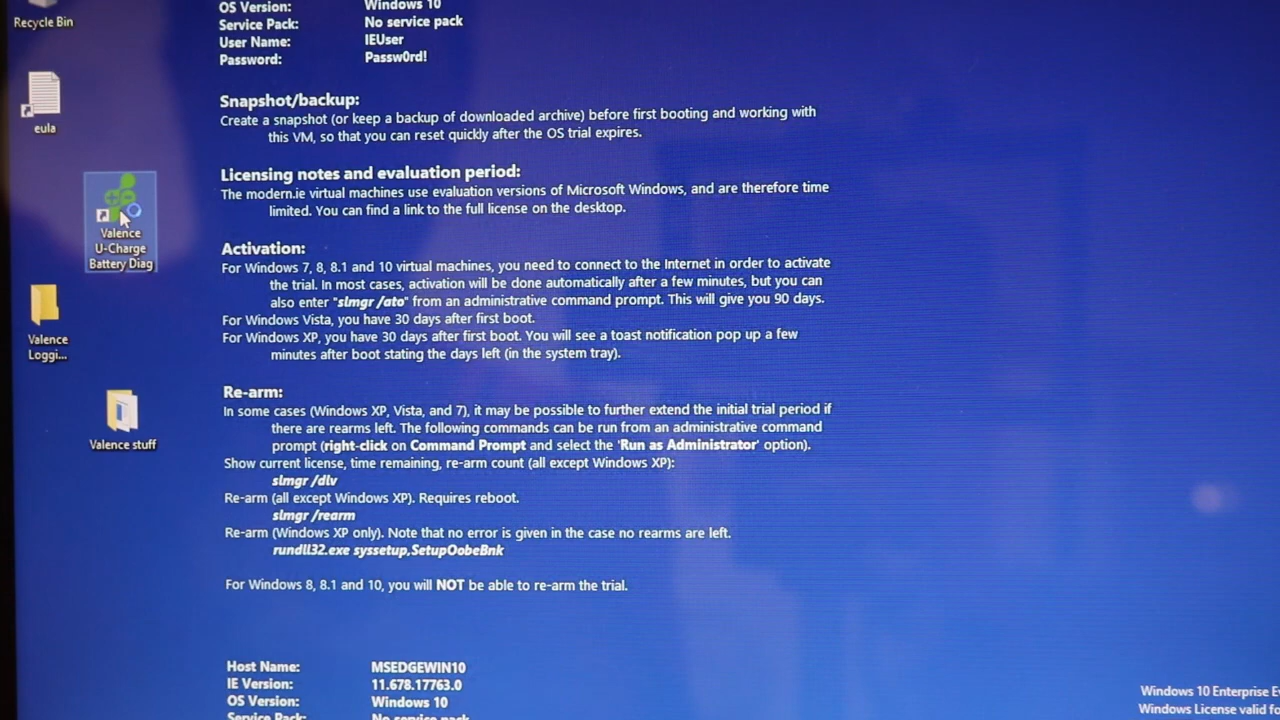 Recycle Bin
eula
Valence
U-Charge
Battery Diag
Valence
Loggi...
Valence stuff
OS Version: Windows 10
Service Pack: No service pack
User Name: IEUser
Password: Passw0rd!
Snapshot/backup:
Create a snapshot (or keep a backup of downloaded archive) before first booting and working with
this VM, so that you can reset quickly after the OS trial expires.
Licensing notes and evaluation period:
The modern.ie virtual machines use evaluation versions of Microsoft Windows, and are therefore time
limited. You can find a link to the full license on the desktop.
Activation:
For Windows 7, 8, 8.1 and 10 virtual machines, you need to connect to the Internet in order to activate
the trial. In most cases, activation will be done automatically after a few minutes, but you can
also enter "slmgr /ato" from an administrative command prompt. This will give you 90 days.
For Windows Vista, you have 30 days after first boot.
For Windows XP, you have 30 days after first boot. You will see a toast notification pop up a few
minutes after boot stating the days left (in the system tray).
Re-arm:
In some cases (Windows XP, Vista, and 7), it may be possible to further extend the initial trial period if
there are rearms left. The following commands can be run from an administrative command
prompt (right-click on Command Prompt and select the 'Run as Administrator' option).
Show current license, time remaining, re-arm count (all except Windows XP):
slmgr /dlv
Re-arm (all except Windows XP). Requires reboot.
slmgr /rearm
Re-arm (Windows XP only). Note that no error is given in the case no rearms are left.
rundll32.exe syssetup,SetupOobeBnk
For Windows 8, 8.1 and 10, you will NOT be able to re-arm the trial.
Host Name: MSEDGEWIN10
IE Version: 11.678.17763.0
OS Version: Windows 10
Service Pack: No service pack
Windows 10 Enterprise E
Windows License valid fo